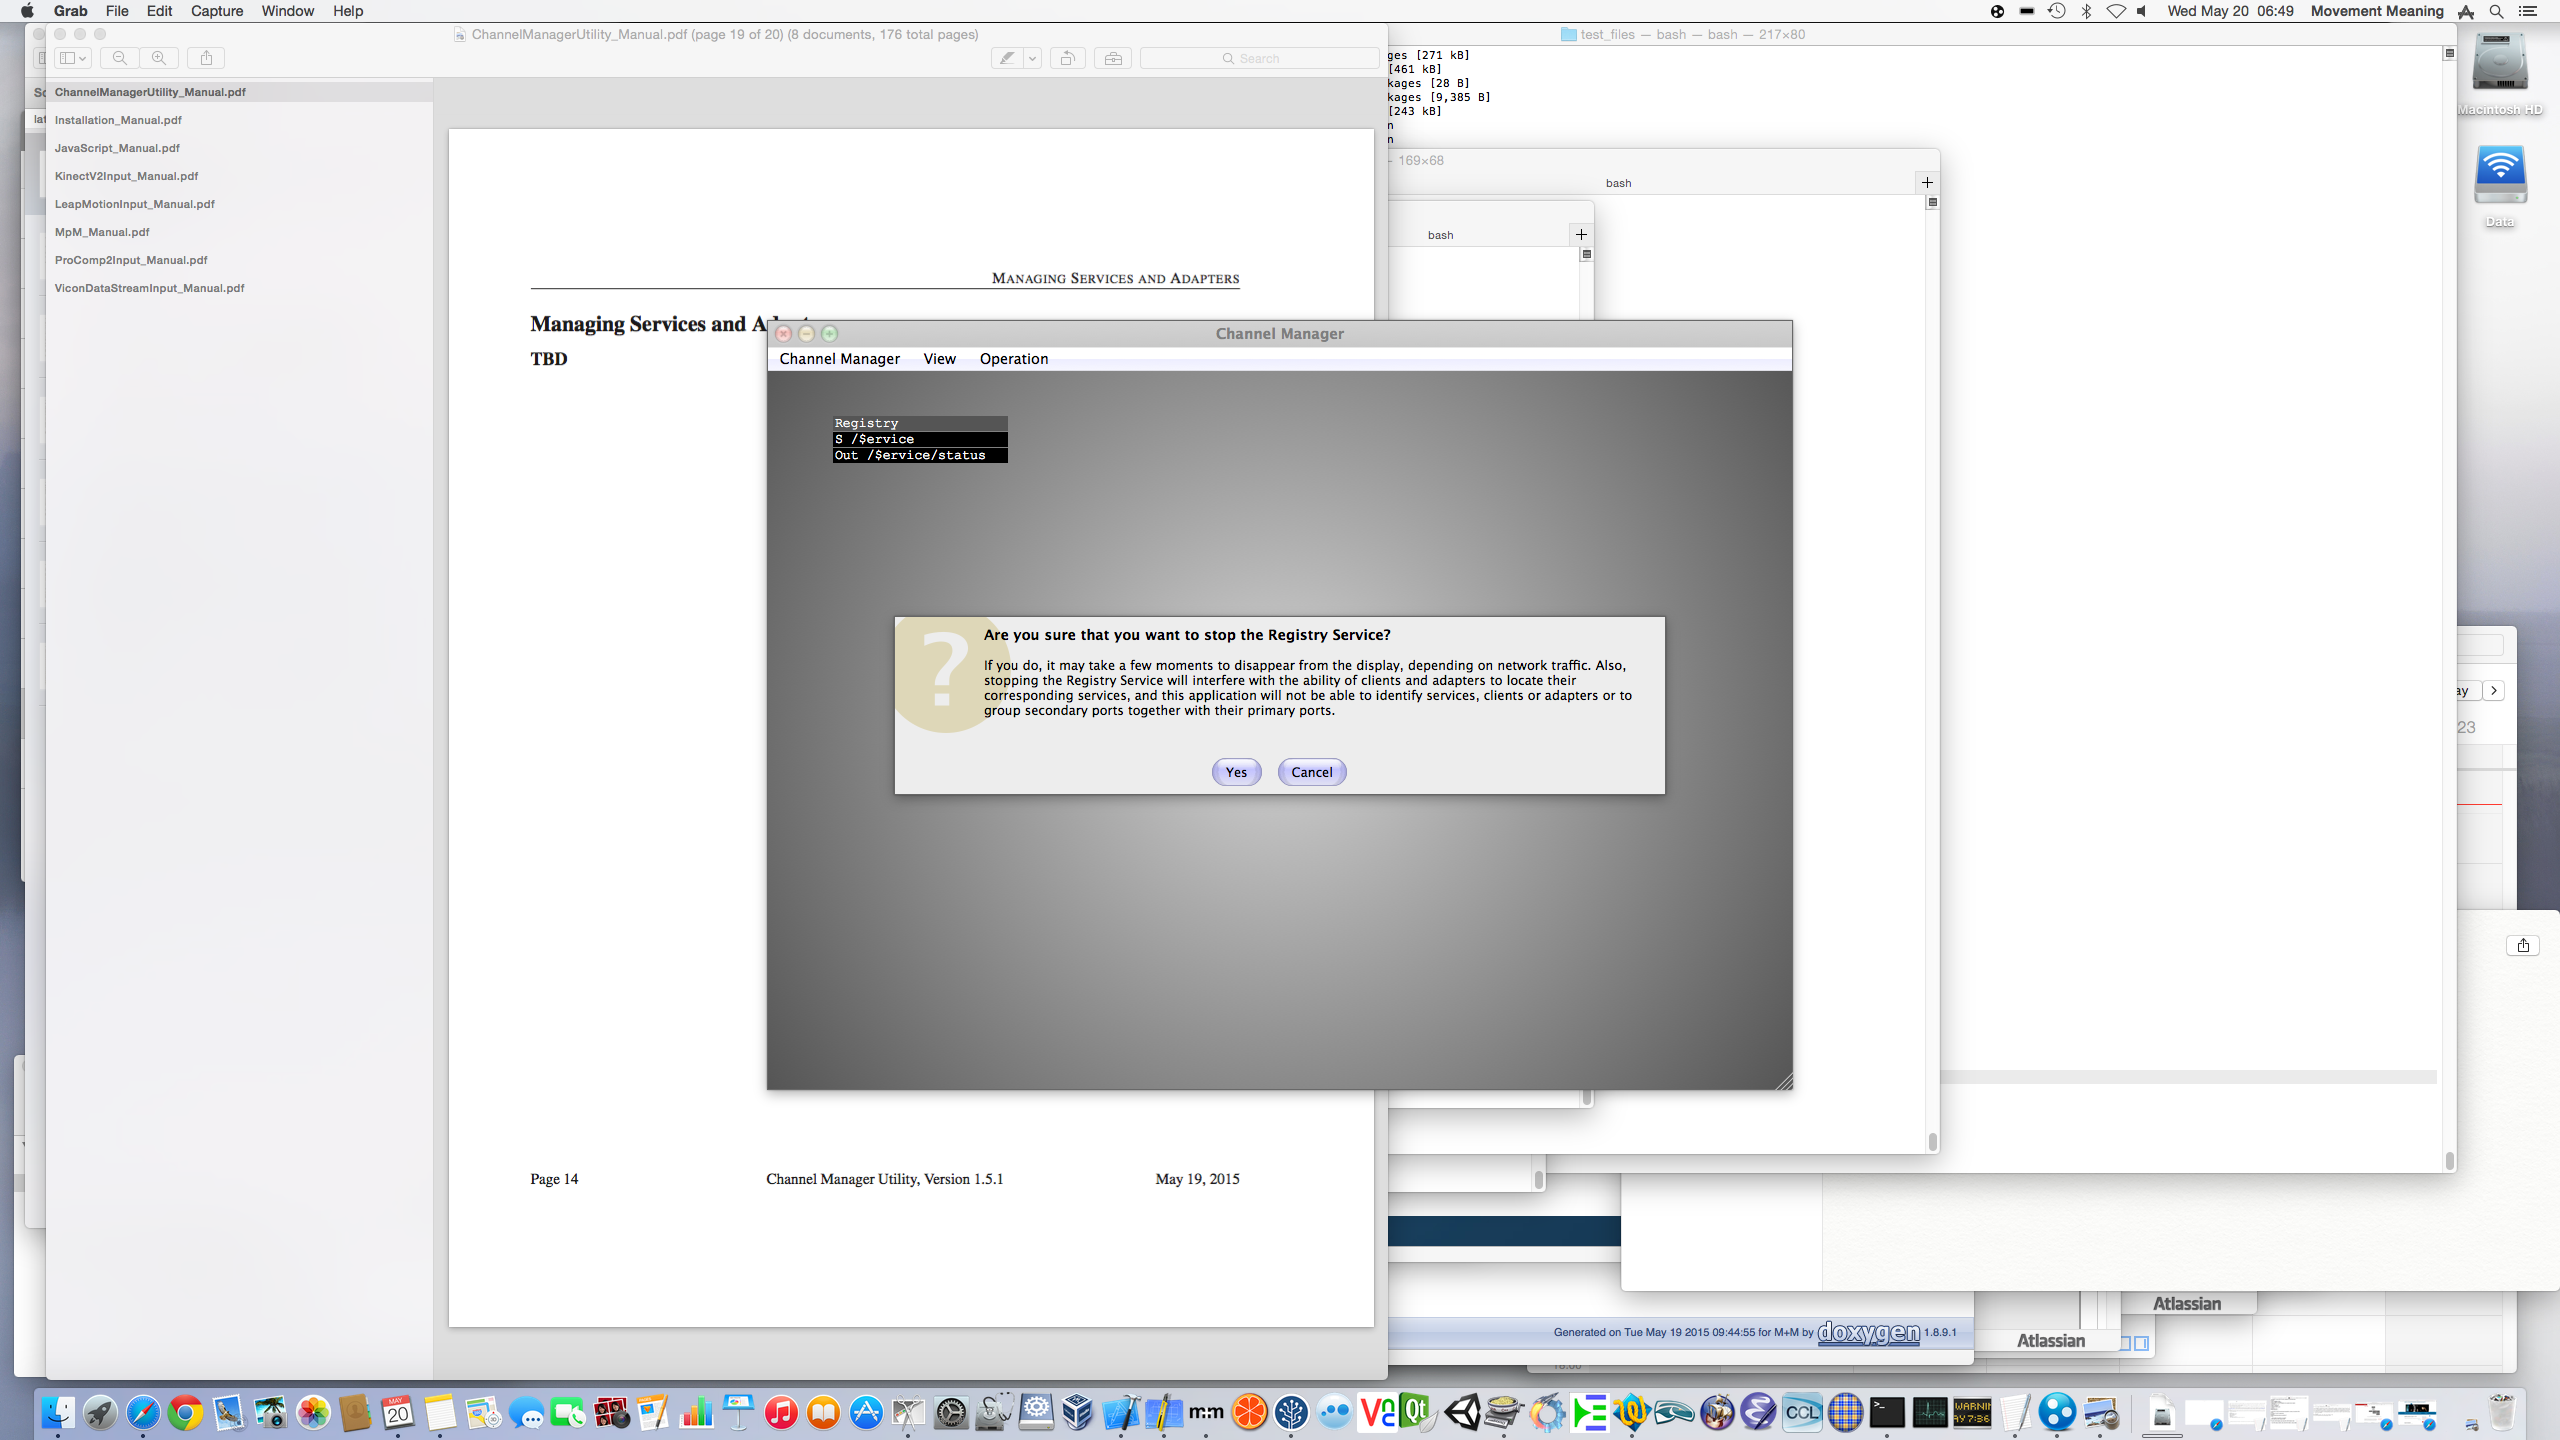 Grab File Edit Capture Window Help
Wed May 20 06:49 Movement Meaning
ChannelManagerUtility_Manual.pdf (page 19 of 20) (8 documents, 176 total pages)
Search
ChannelManagerUtility_Manual.pdf
Installation_Manual.pdf
JavaScript_Manual.pdf
KinectV2Input_Manual.pdf
LeapMotionInput_Manual.pdf
MpM_Manual.pdf
ProComp2Input_Manual.pdf
ViconDataStreamInput_Manual.pdf
MANAGING SERVICES AND ADAPTERS
Managing Services and
TBD
Page 14 Channel Manager Utility, Version 1.5.1 May 19, 2015
test_files — bash — bash — 217×80
ges [271 kB]
[461 kB]
kages [28 B]
kages [9,385 B]
[243 kB]
n
n
169×68
bash
bash
Macintosh HD
Data
Channel Manager
Channel Manager View Operation
Registry
S /$ervice
Out /$ervice/status
Are you sure that you want to stop the Registry Service?
If you do, it may take a few moments to disappear from the display, depending on network traffic. Also,
stopping the Registry Service will interfere with the ability of clients and adapters to locate their
corresponding services, and this application will not be able to identify services, clients or adapters or to
group secondary ports together with their primary ports.
Yes Cancel
ay
23
Generated on Tue May 19 2015 09:44:55 for M+M by doxygen 1.8.9.1
Atlassian
Atlassian
MAY
20
m:m
Qt
CCL